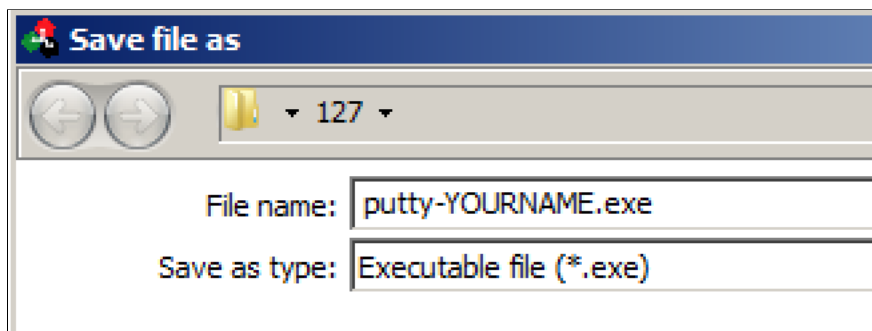 Save file as
127
File name: putty-YOURNAME.exe
Save as type: Executable file (*.exe)